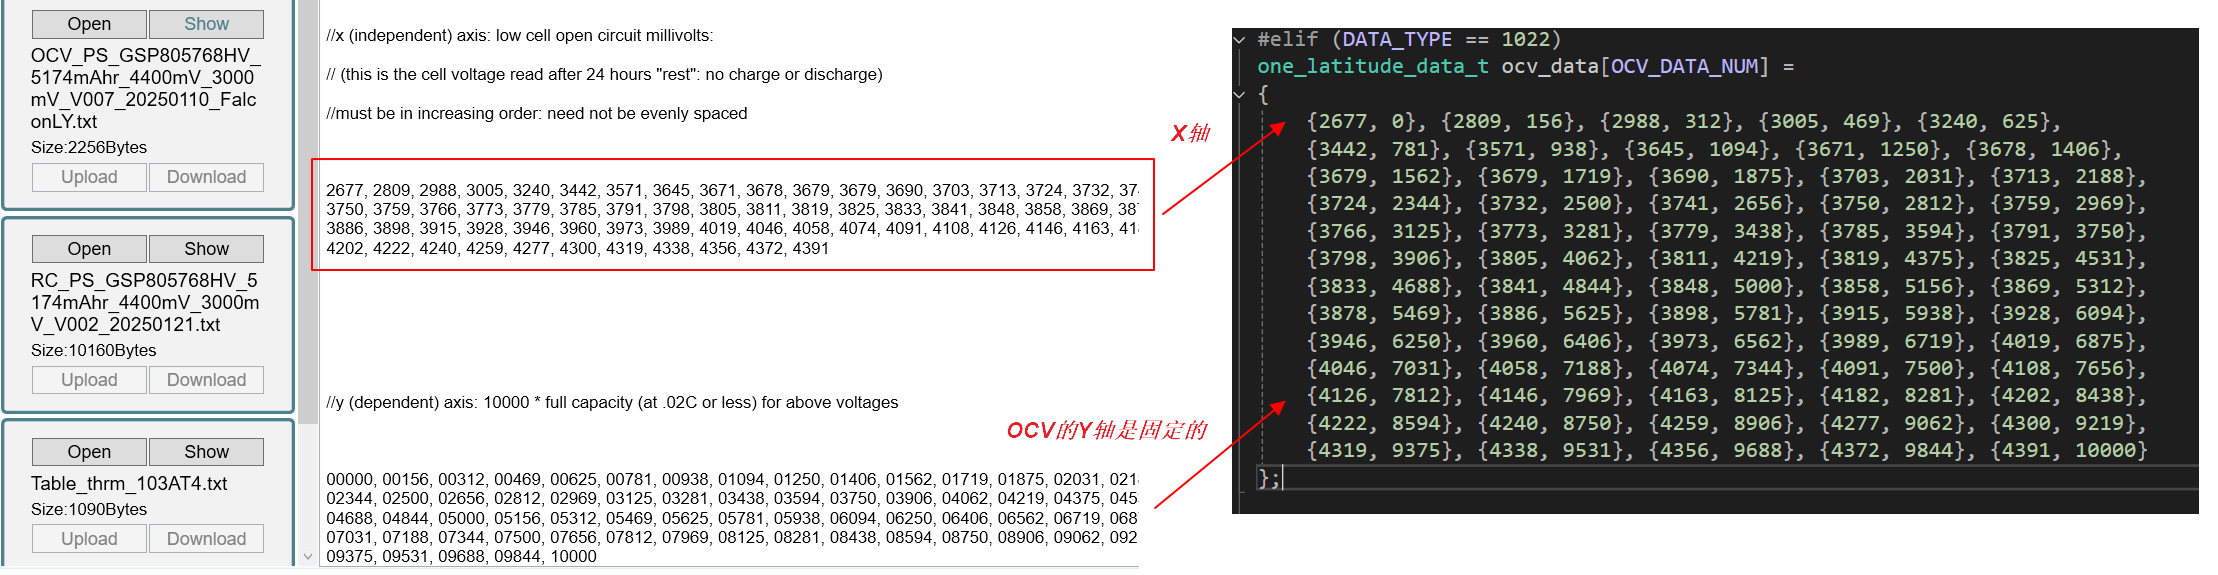 Open
Show
OCV_PS_GSP805768HV_
5174mAhr_4400mV_3000
mV_V007_20250110_Falc
onLY.txt
Size:2256Bytes
Upload
Download
Open
Show
RC_PS_GSP805768HV_5
174mAhr_4400mV_3000m
V_V002_20250121.txt
Size:10160Bytes
Upload
Download
Open
Show
Table_thrm_103AT4.txt
Size:1090Bytes
Upload
Download
//x (independent) axis: low cell open circuit millivolts:
// (this is the cell voltage read after 24 hours "rest": no charge or discharge)
//must be in increasing order: need not be evenly spaced
2677, 2809, 2988, 3005, 3240, 3442, 3571, 3645, 3671, 3678, 3679, 3679, 3690, 3703, 3713, 3724, 3732,
3750, 3759, 3766, 3773, 3779, 3785, 3791, 3798, 3805, 3811, 3819, 3825, 3833, 3841, 3848, 3858, 3869,
3886, 3898, 3915, 3928, 3946, 3960, 3973, 3989, 4019, 4046, 4058, 4074, 4091, 4108, 4126, 4146, 4163,
4202, 4222, 4240, 4259, 4277, 4300, 4319, 4338, 4356, 4372, 4391
//y (dependent) axis: 10000 * full capacity (at .02C or less) for above voltages
00000, 00156, 00312, 00469, 00625, 00781, 00938, 01094, 01250, 01406, 01562, 01719, 01875, 02031,
02344, 02500, 02656, 02812, 02969, 03125, 03281, 03438, 03594, 03750, 03906, 04062, 04219, 04375,
04688, 04844, 05000, 05156, 05312, 05469, 05625, 05781, 05938, 06094, 06250, 06406, 06562, 06719,
07031, 07188, 07344, 07500, 07656, 07812, 07969, 08125, 08281, 08438, 08594, 08750, 08906, 09062,
09375, 09531, 09688, 09844, 10000
X轴
OCV的Y轴是固定的
#elif (DATA_TYPE == 1022)
one_latitude_data_t ocv_data[OCV_DATA_NUM] =
{
{2677, 0}, {2809, 156}, {2988, 312}, {3005, 469}, {3240, 625},
{3442, 781}, {3571, 938}, {3645, 1094}, {3671, 1250}, {3678, 1406},
{3679, 1562}, {3679, 1719}, {3690, 1875}, {3703, 2031}, {3713, 2188},
{3724, 2344}, {3732, 2500}, {3741, 2656}, {3750, 2812}, {3759, 2969},
{3766, 3125}, {3773, 3281}, {3779, 3438}, {3785, 3594}, {3791, 3750},
{3798, 3906}, {3805, 4062}, {3811, 4219}, {3819, 4375}, {3825, 4531},
{3833, 4688}, {3841, 4844}, {3848, 5000}, {3858, 5156}, {3869, 5312},
{3878, 5469}, {3886, 5625}, {3898, 5781}, {3915, 5938}, {3928, 6094},
{3946, 6250}, {3960, 6406}, {3973, 6562}, {3989, 6719}, {4019, 6875},
{4046, 7031}, {4058, 7188}, {4074, 7344}, {4091, 7500}, {4108, 7656},
{4126, 7812}, {4146, 7969}, {4163, 8125}, {4182, 8281}, {4202, 8438},
{4222, 8594}, {4240, 8750}, {4259, 8906}, {4277, 9062}, {4300, 9219},
{4319, 9375}, {4338, 9531}, {4356, 9688}, {4372, 9844}, {4391, 10000}
};